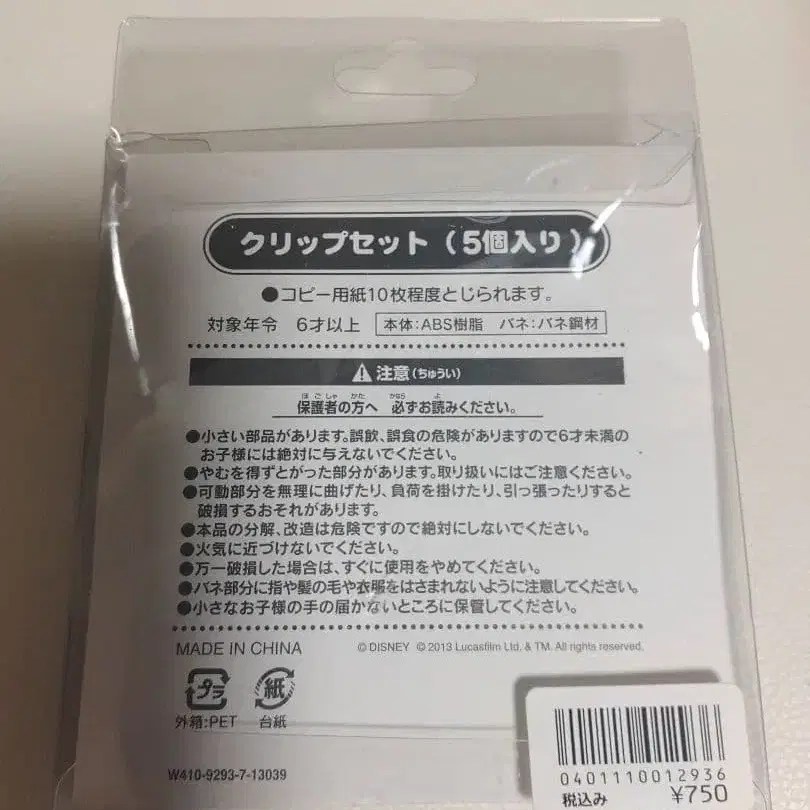 クリップセット(5個入り)
●コピー用紙10枚程度とじられます。
対象年令 6才以上 本体:ABS樹脂 バネ:バネ鋼材
⚠注意(ちゅうい)
ほごしゃ かた かなら よ
保護者の方へ 必ずお読みください。
●小さい部品があります。誤飲、誤食の危険がありますので6才未満の
お子様には絶対に与えないでください。
●やむを得ずとがった部分があります。取り扱いにはご注意ください。
●可動部分を無理に曲げたり、負荷を掛けたり、引っ張ったりすると
破損するおそれがあります。
●本品の分解、改造は危険ですので絶対にしないでください。
●火気に近づけないでください。
●万一破損した場合は、すぐに使用をやめてください。
●バネ部分に指や髪の毛や衣服をはさまれないように注意してください。
●小さなお子様の手の届かないところに保管してください。
MADE IN CHINA © DISNEY © 2013 Lucasfilm Ltd. & TM. All rights reserved.
プラ 紙
外箱:PET 台紙
W410-9293-7-13039
0401110012936
税込み ¥750